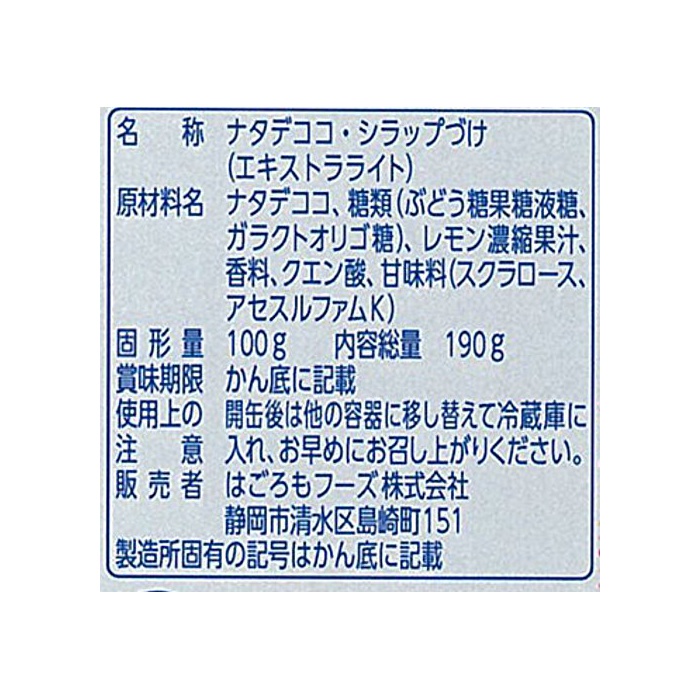 名称 ナタデココ・シラップづけ
(エキストラライト)
原材料名 ナタデココ、糖類(ぶどう糖果糖液糖、
ガラクトオリゴ糖)、レモン濃縮果汁、
香料、クエン酸、甘味料(スクラロース、
アセスルファムK)
固形量 100g 内容総量 190g
賞味期限 かん底に記載
使用上の 開缶後は他の容器に移し替えて冷蔵庫に
注意 入れ、お早めにお召し上がりください。
販売者 はごろもフーズ株式会社
静岡市清水区島崎町151
製造所固有の記号はかん底に記載